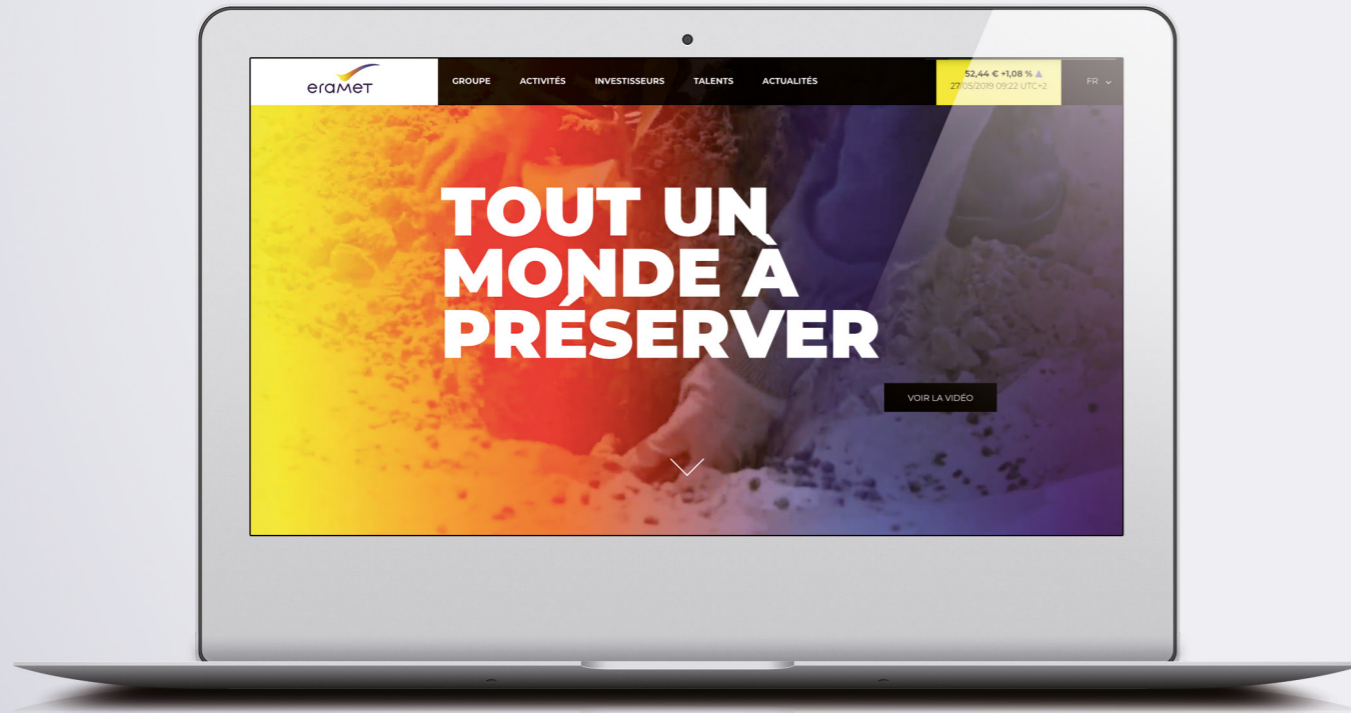 eramet
GROUPE ACTIVITÉS INVESTISSEURS TALENTS ACTUALITÉS
52,44 € +1,08 % ▲
27/05/2019 09:22 UTC+2
FR
TOUT UN
MONDE À
PRÉSERVER
VOIR LA VIDÉO